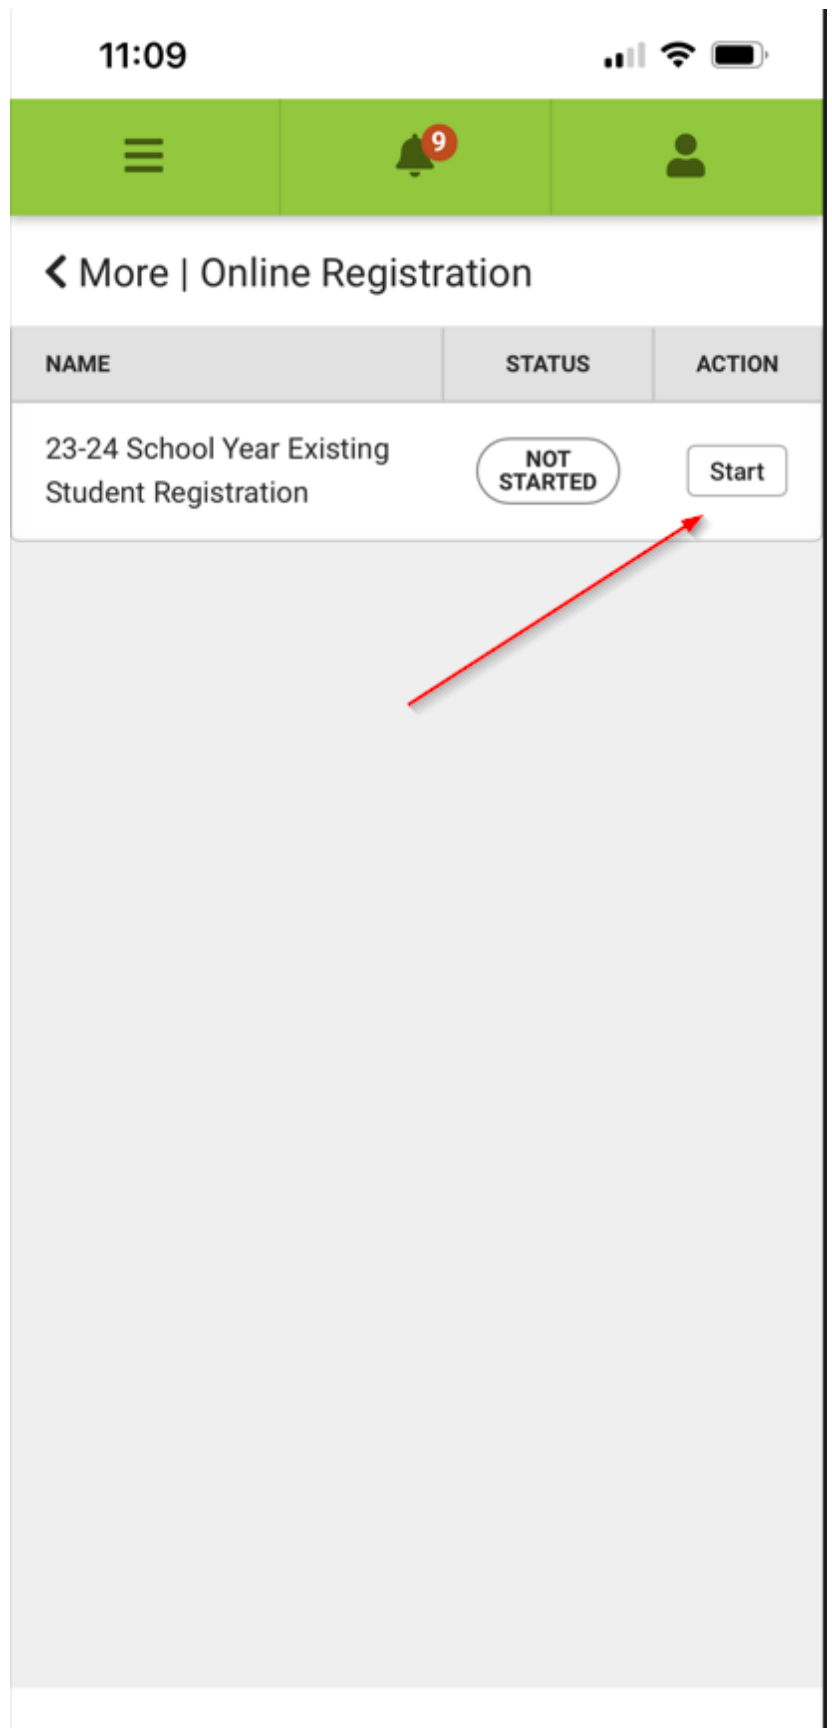 11:09
9
More | Online Registration
NAME STATUS ACTION
23-24 School Year Existing
Student Registration
NOT
STARTED
Start